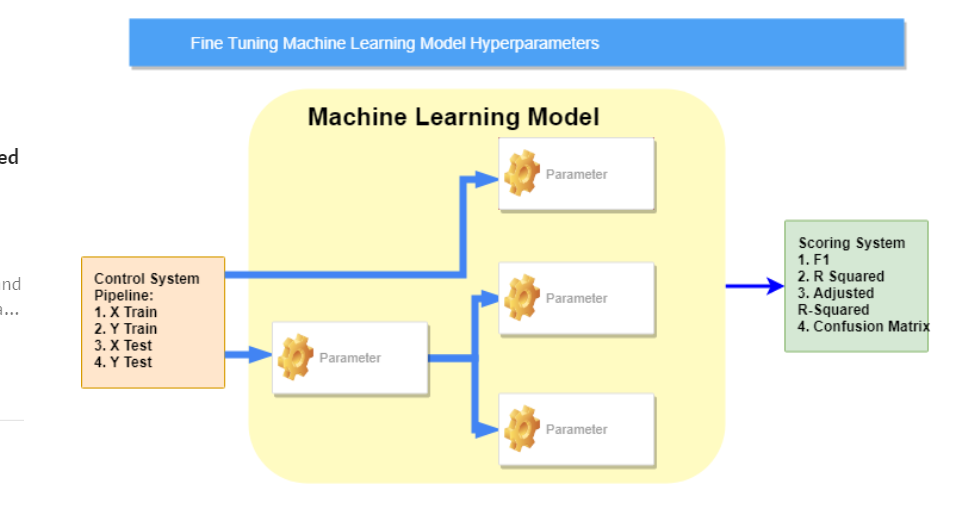 Fine Tuning Machine Learning Model Hyperparameters
ed
nd
a...
Machine Learning Model
Parameter
Control System
Pipeline:
1. X Train
2. Y Train
3. X Test
4. Y Test
Parameter
Parameter
Parameter
Scoring System
1. F1
2. R Squared
3. Adjusted
R-Squared
4. Confusion Matrix